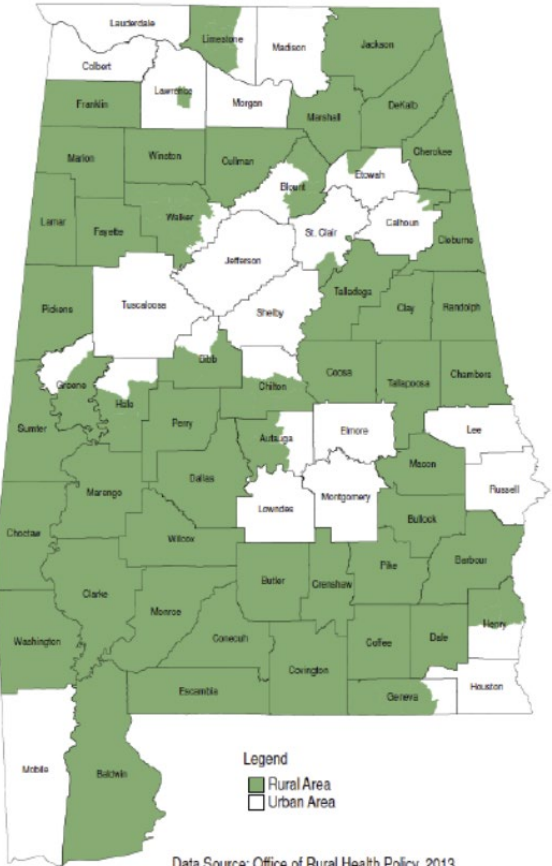 Lauderdale
Limestone
Madison
Jackson
Colbert
Lawrence
Franklin
Morgan
DeKalb
Marshall
Marion
Winston
Cullman
Cherokee
Etowah
Blount
Lamar
Walker
Calhoun
Fayette
St. Clair
Cleburne
Jefferson
Talladega
Tuscaloosa
Pickens
Shelby
Clay
Randolph
Bibb
Coosa
Chambers
Greene
Chilton
Tallapoosa
Hale
Perry
Sumter
Elmore
Lee
Autauga
Macon
Dallas
Marengo
Russell
Montgomery
Lowndes
Bullock
Choctaw
Wilcox
Barbour
Pike
Butler
Crenshaw
Clarke
Monroe
Henry
Washington
Conecuh
Coffee
Dale
Covington
Houston
Escambia
Geneva
Mobile
Baldwin
Legend
Rural Area
Urban Area
Data Source: Office of Rural Health Policy, 2013